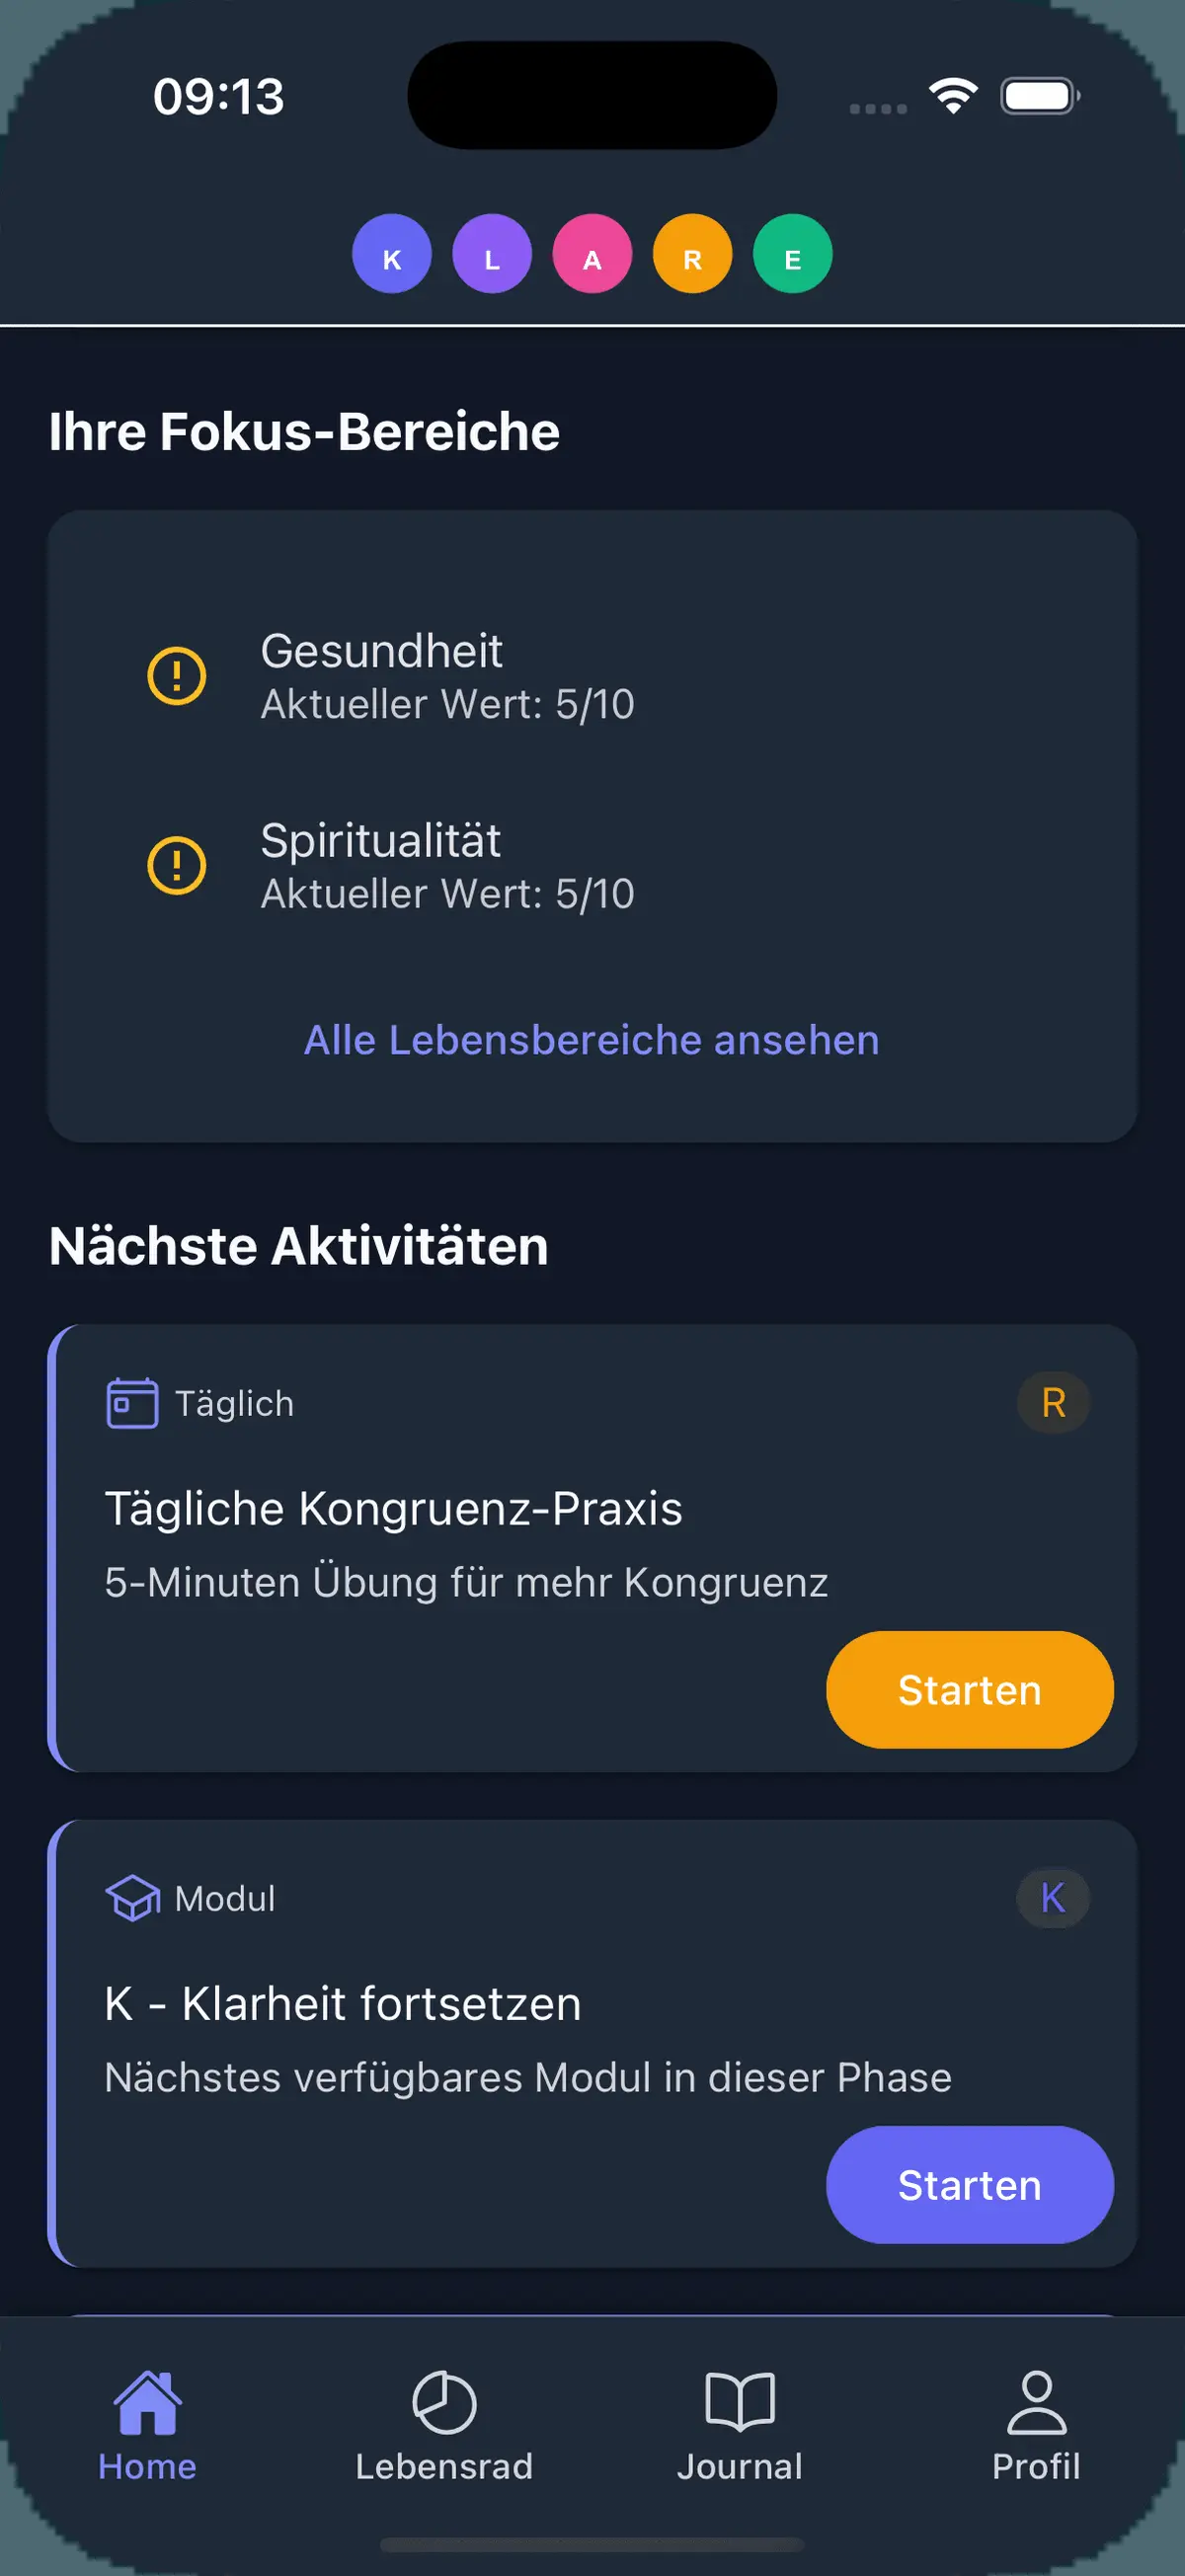 09:13
K L A R E
Ihre Fokus-Bereiche
Gesundheit
Aktueller Wert: 5/10
Spiritualität
Aktueller Wert: 5/10
Alle Lebensbereiche ansehen
Nächste Aktivitäten
Täglich R
Tägliche Kongruenz-Praxis
5-Minuten Übung für mehr Kongruenz
Starten
Modul K
K - Klarheit fortsetzen
Nächstes verfügbares Modul in dieser Phase
Starten
Home Lebensrad Journal Profil